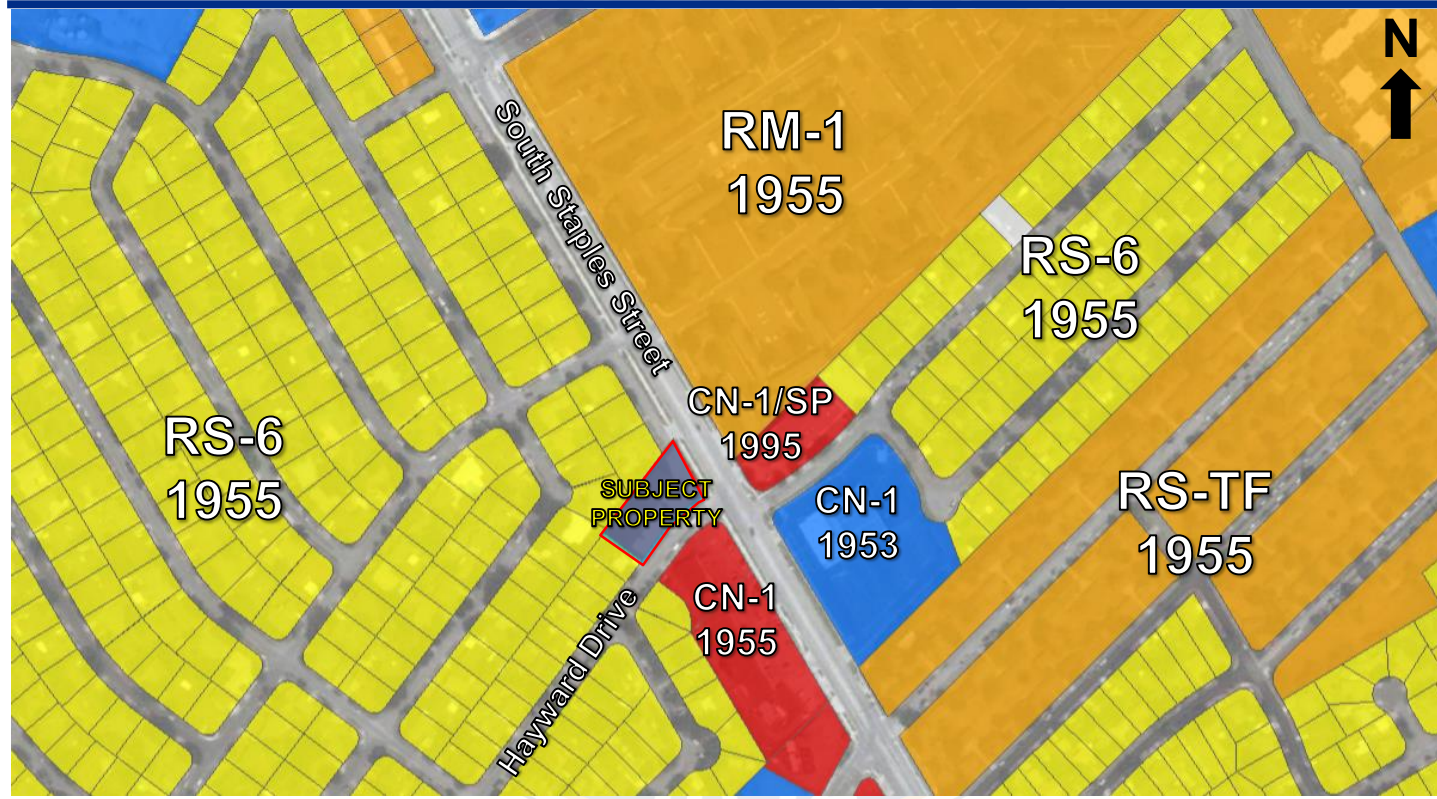 N
RM-1
1955
South Staples Street
RS-6
1955
CN-1/SP
1995
RS-6
1955
SUBJECT
PROPERTY
CN-1
1953
RS-TF
1955
CN-1
1955
Hayward Drive